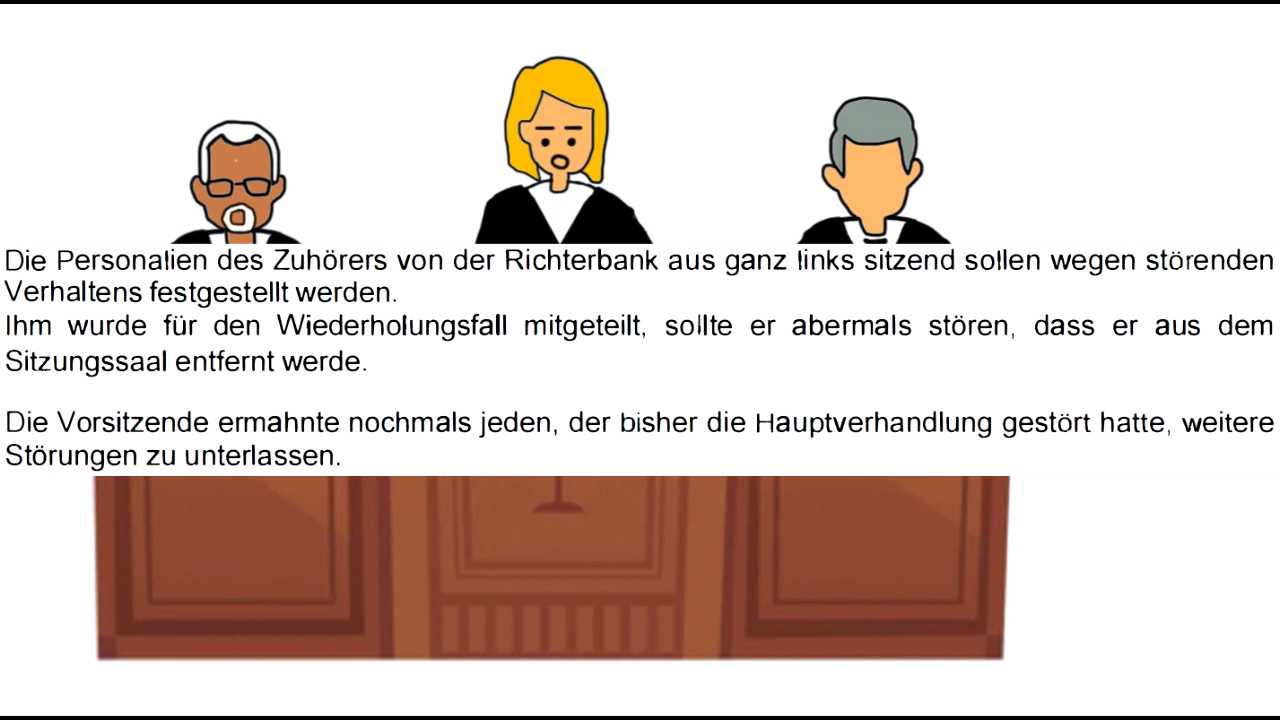 Die Personalien des Zuhörers von der Richterbank aus ganz links sitzend sollen wegen störenden
Verhaltens festgestellt werden.
Ihm wurde für den Wiederholungsfall mitgeteilt, sollte er abermals stören, dass er aus dem
Sitzungssaal entfernt werde.
Die Vorsitzende ermahnte nochmals jeden, der bisher die Hauptverhandlung gestört hatte, weitere
Störungen zu unterlassen.